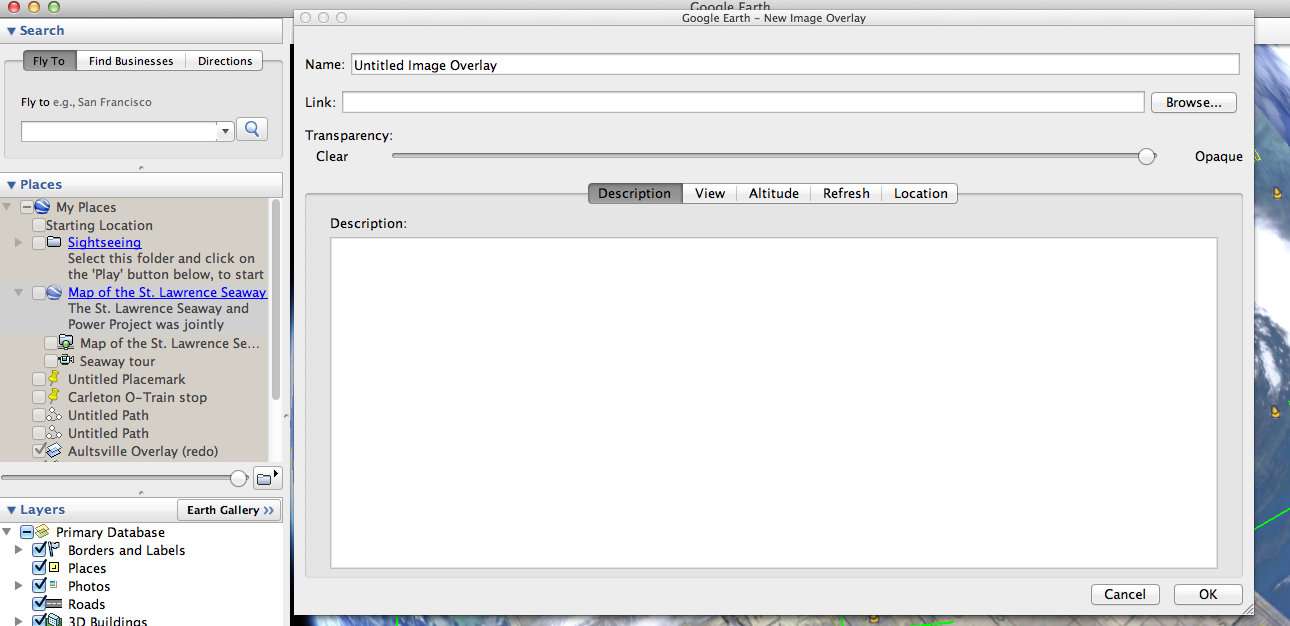 Google Earth
Google Earth – New Image Overlay
Search
Fly To
Find Businesses
Directions
Fly to e.g., San Francisco
Places
My Places
Starting Location
Sightseeing
Select this folder and click on
the 'Play' button below, to start
Map of the St. Lawrence Seaway
The St. Lawrence Seaway and
Power Project was jointly
Map of the St. Lawrence Se...
Seaway tour
Untitled Placemark
Carleton O-Train stop
Untitled Path
Untitled Path
Aultsville Overlay (redo)
Layers
Earth Gallery >>
Primary Database
Borders and Labels
Places
Photos
Roads
3D Buildings
Name: Untitled Image Overlay
Link:
Browse...
Transparency:
Clear
Opaque
Description
View
Altitude
Refresh
Location
Description:
Cancel
OK